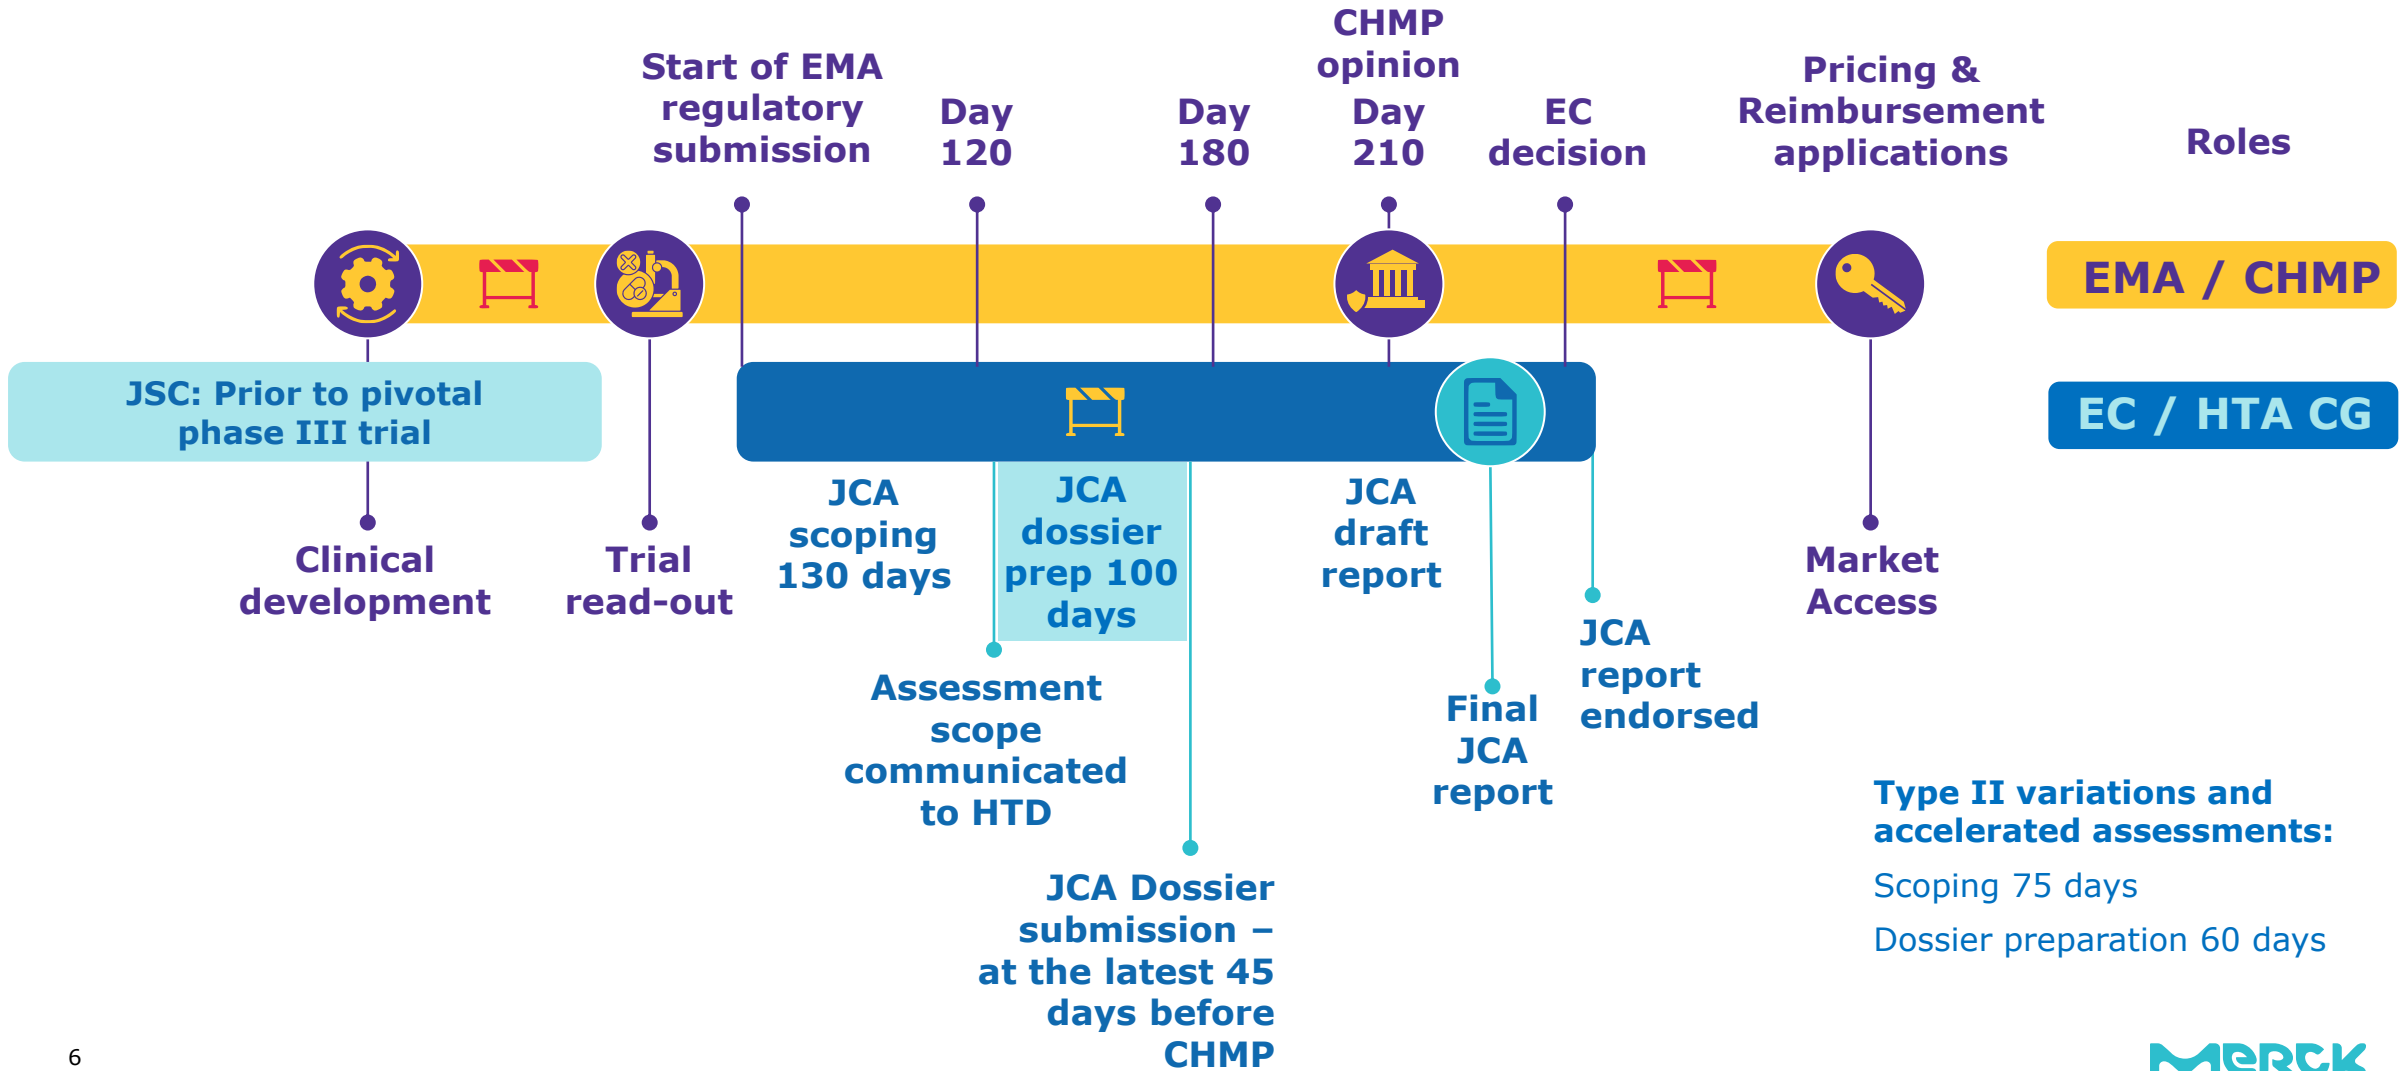 CHMP
opinion
Start of EMA
regulatory
submission
Day
120
Day
180
Day
210
EC
decision
Pricing &
Reimbursement
applications
Roles
EMA / CHMP
JSC: Prior to pivotal
phase III trial
EC / HTA CG
Clinical
development
Trial
read-out
JCA
scoping
130 days
JCA
dossier
prep 100
days
JCA
draft
report
Market
Access
JCA
report
endorsed
Assessment
scope
communicated
to HTD
Final
JCA
report
Type II variations and
accelerated assessments:
Scoping 75 days
Dossier preparation 60 days
JCA Dossier
submission –
at the latest 45
days before
CHMP
6
MERCK